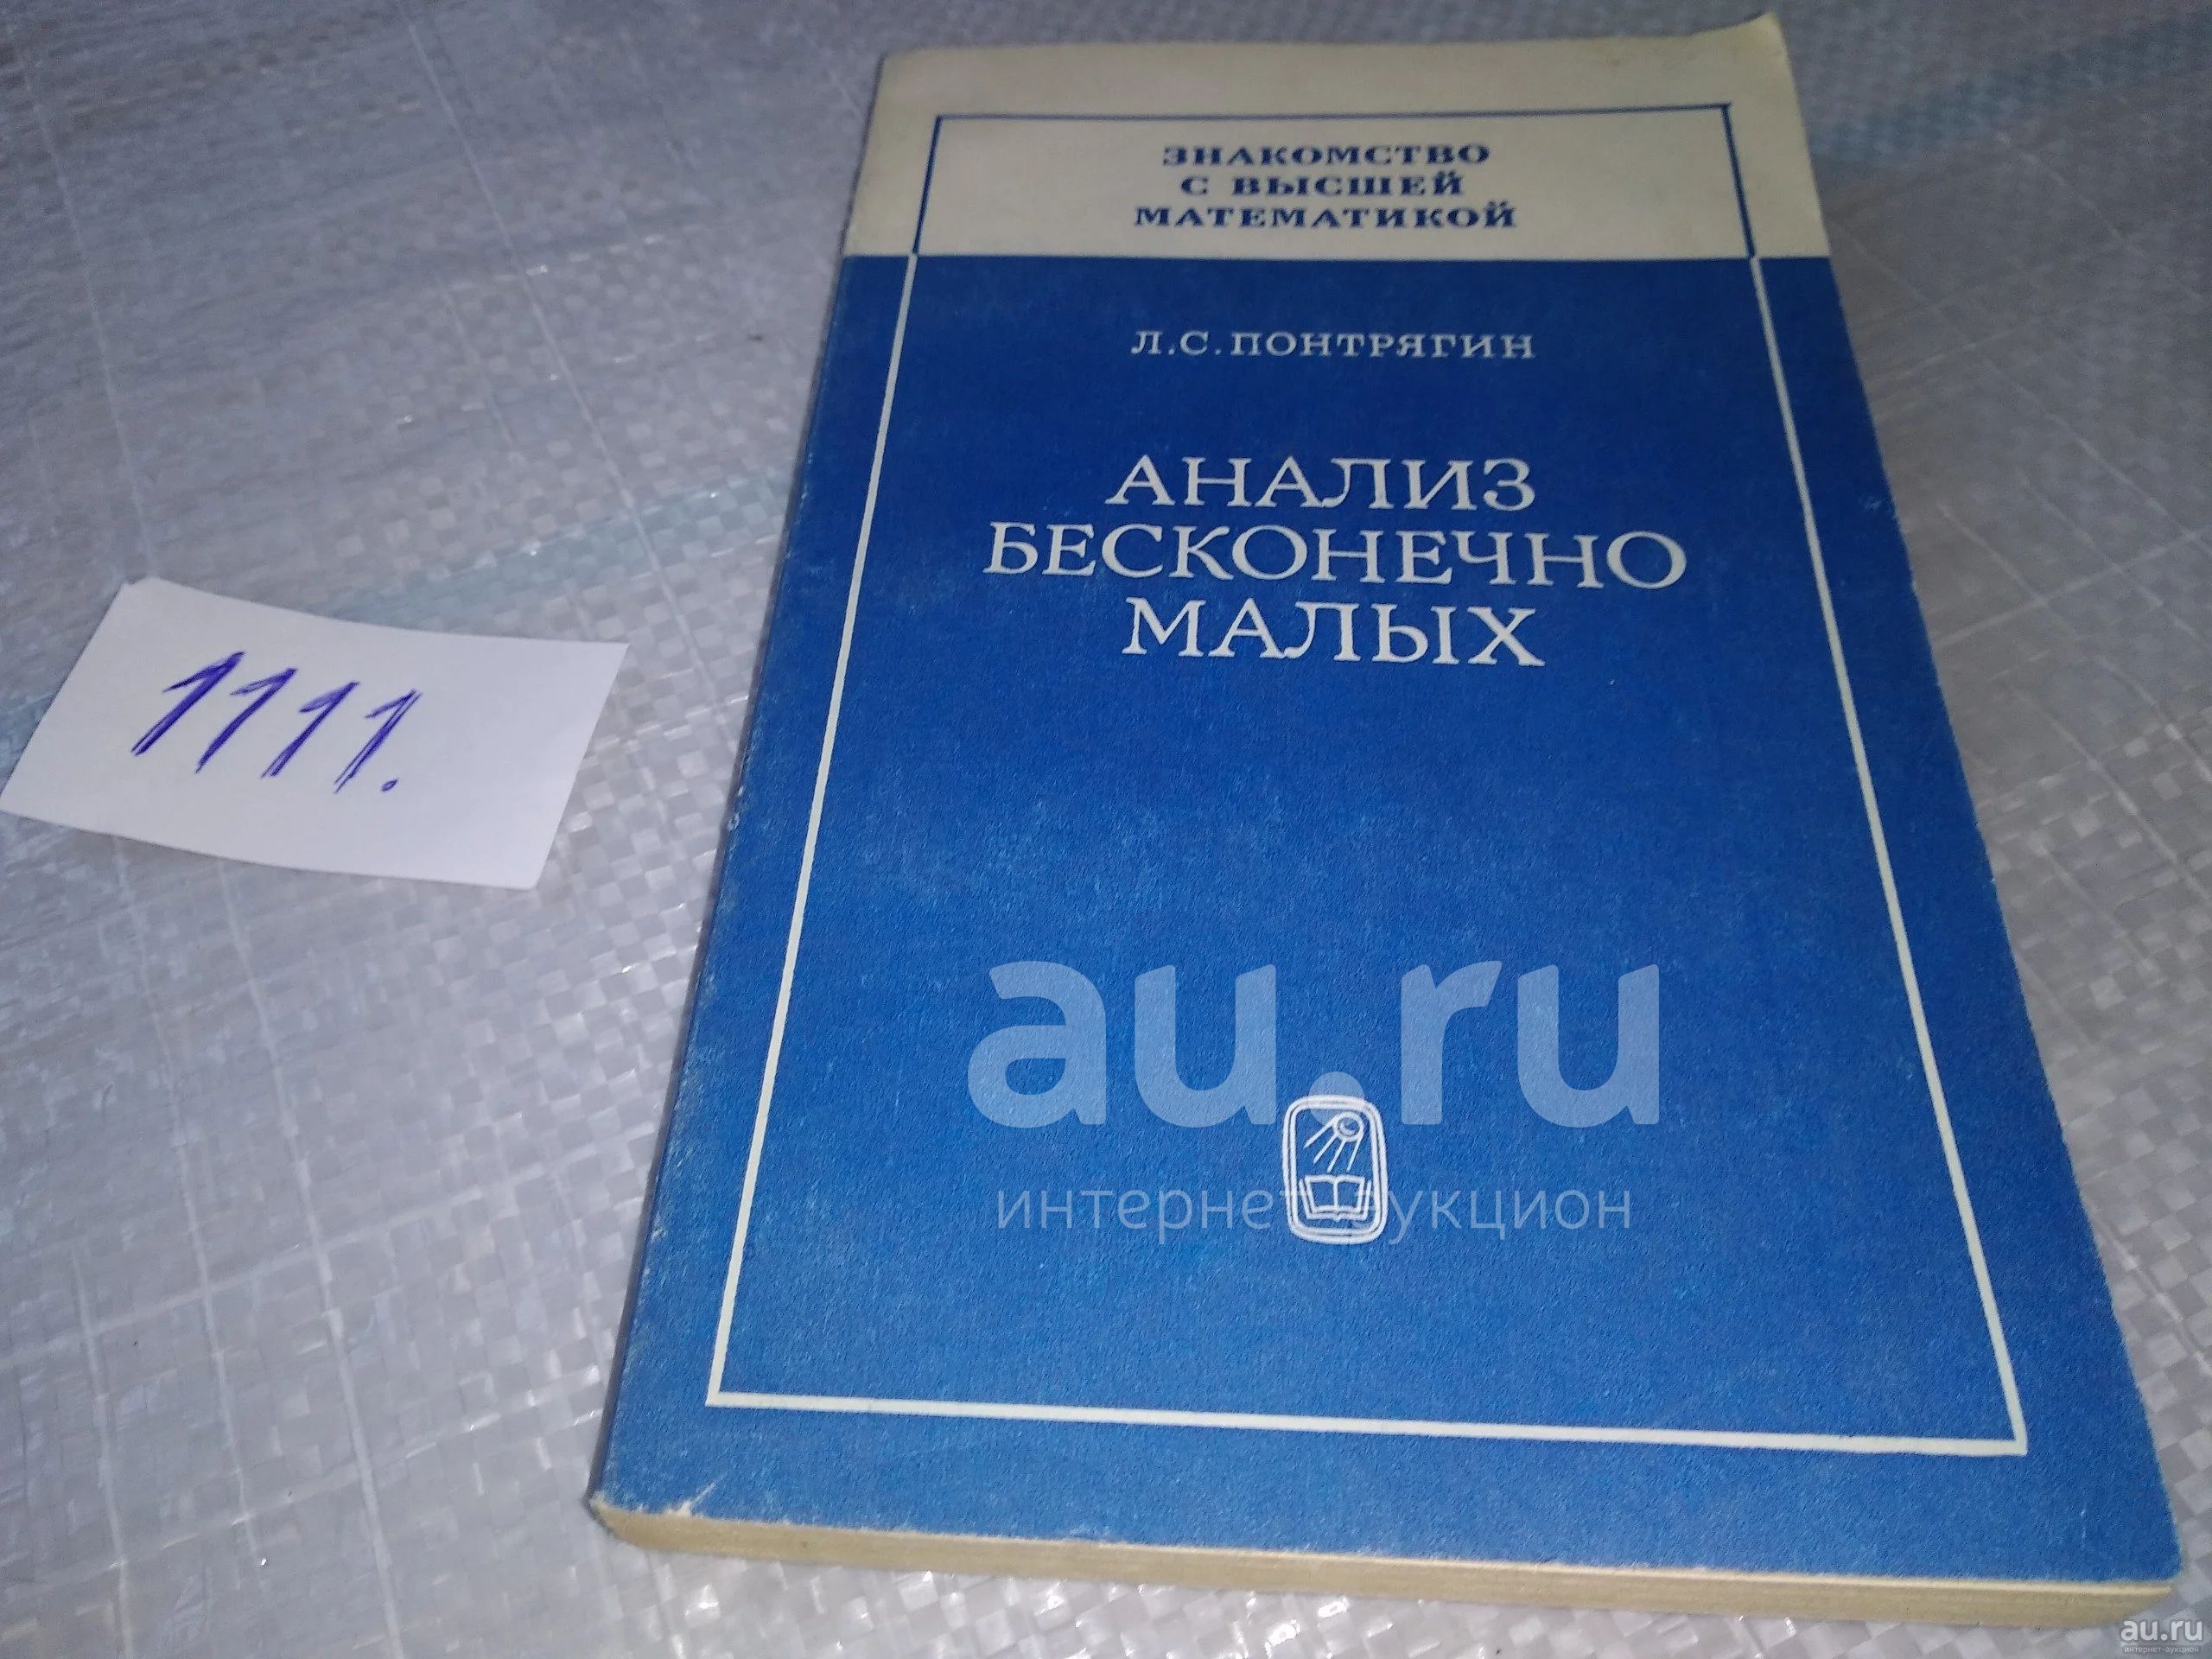 ЗНАКОМСТВО
С ВЫСШЕЙ
МАТЕМАТИКОЙ
Л.С.ПОНТРЯГИН
АНАЛИЗ
БЕСКОНЕЧНО
МАЛЫХ
1111.
au.ru
интернет-аукцион
au.ru
интернет-аукцион